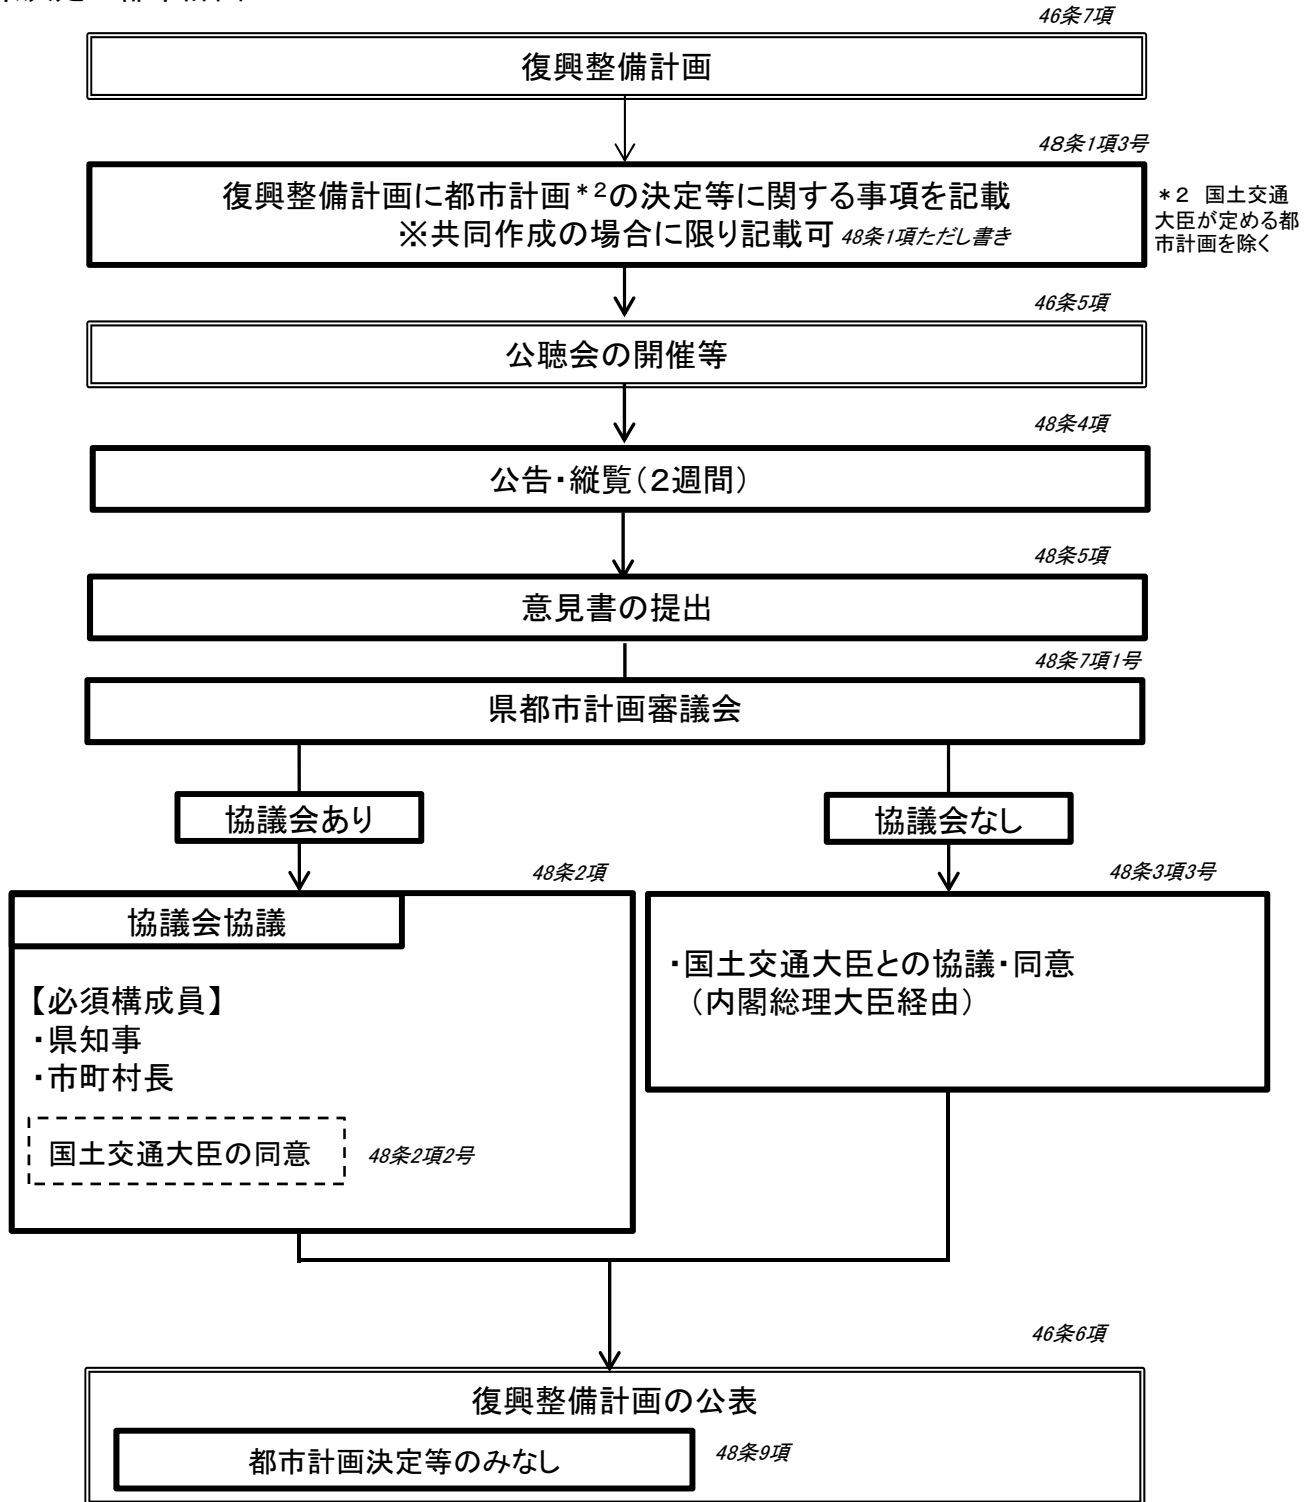 46条7項
復興整備計画
48条1項3号
復興整備計画に都市計画*2の決定等に関する事項を記載
※共同作成の場合に限り記載可 48条1項ただし書き
*2 国土交通
大臣が定める都
市計画を除く
46条5項
公聴会の開催等
48条4項
公告・縦覧(2週間)
48条5項
意見書の提出
48条7項1号
県都市計画審議会
協議会あり
協議会なし
48条2項
48条3項3号
協議会協議
【必須構成員】
・県知事
・市町村長
国土交通大臣の同意 48条2項2号
・国土交通大臣との協議・同意
(内閣総理大臣経由)
46条6項
復興整備計画の公表
都市計画決定等のみなし 48条9項